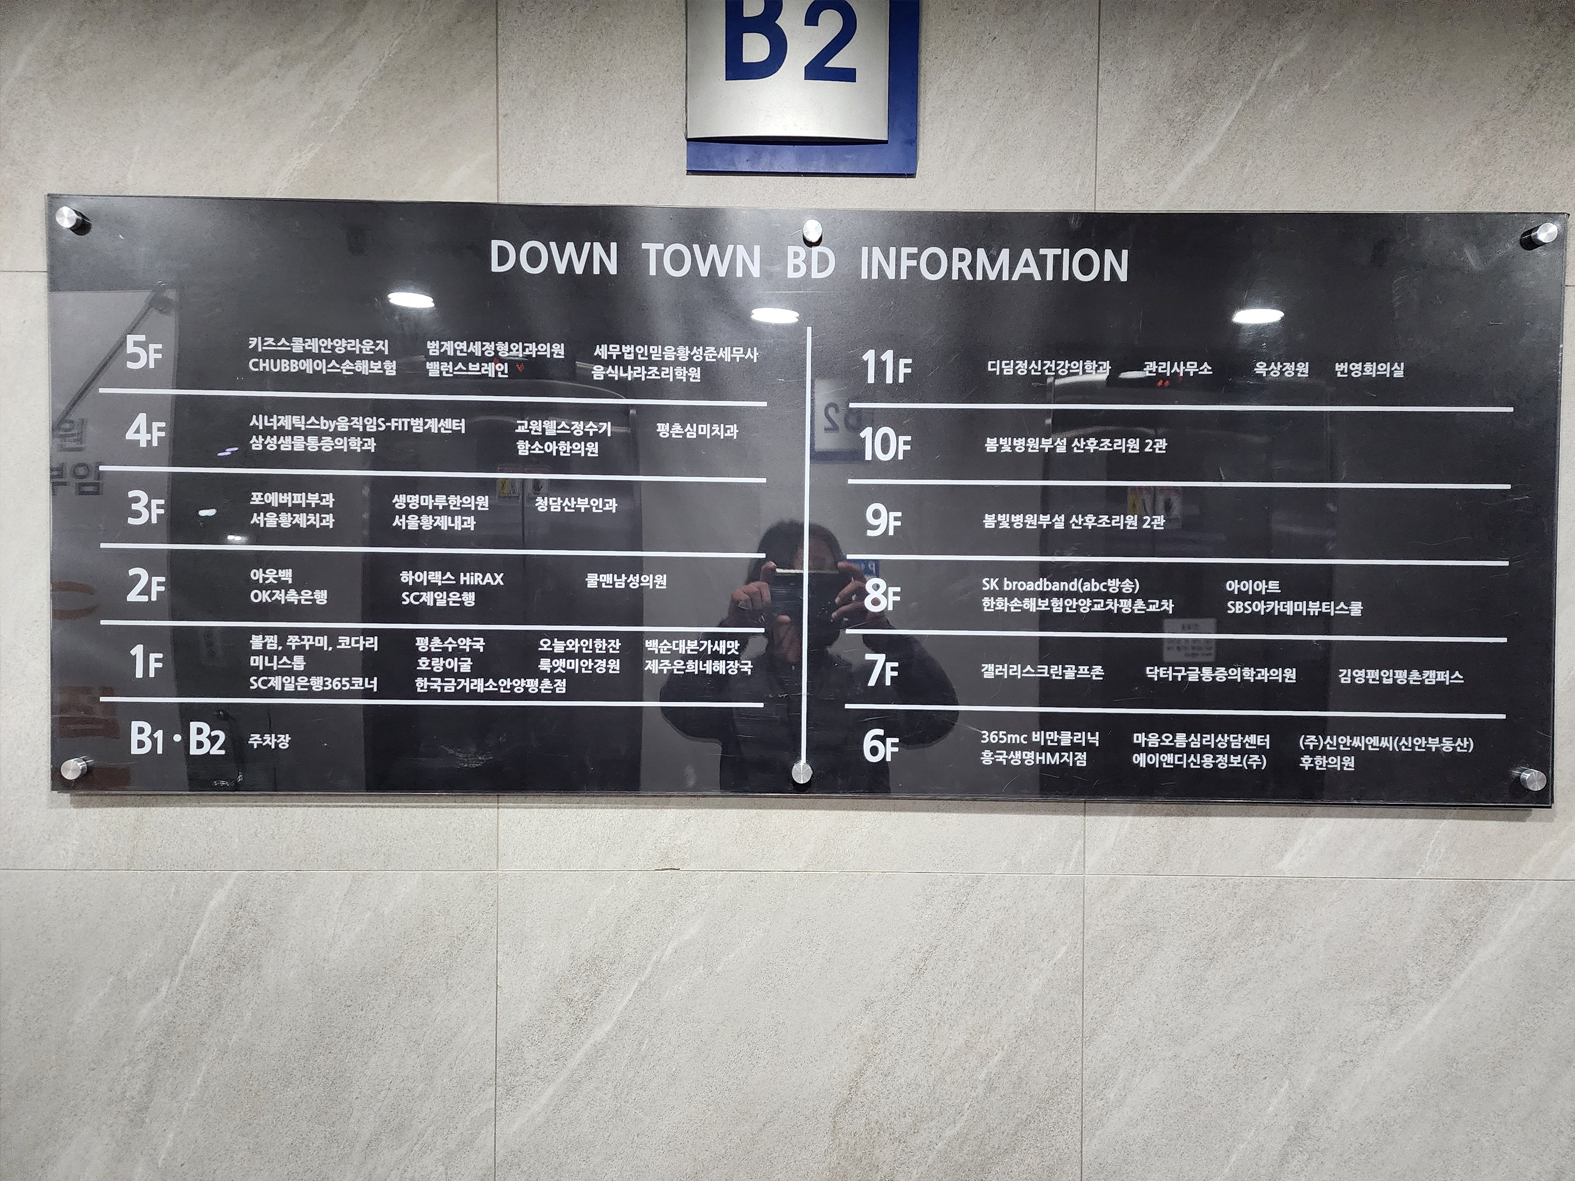 B2
DOWN TOWN BD INFORMATION
5F
키즈스콜레안양라운지 범계연세정형외과의원 세무법인믿음황성준세무사
CHUBB에이스손해보험 밸런스브레인 음식나라조리학원
4F
시너제틱스by움직임S-FIT범계센터 교원웰스정수기 평촌심미치과
삼성샘물통증의학과 함소아한의원
3F
포에버피부과 생명마루한의원 청담산부인과
서울황제치과 서울황제내과
2F
아웃백 하이렉스 HiRAX 쿨맨남성의원
OK저축은행 SC제일은행
1F
볼찜, 쭈꾸미, 코다리 평촌수약국 오늘와인한잔 백순대본가새맛
미니스톱 호랑이굴 룩앳미안경원 제주은희네해장국
SC제일은행365코너 한국금거래소안양평촌점
B1·B2 주차장
11F 디딤정신건강의학과 관리사무소 옥상정원 번영회의실
10F 봄빛병원부설 산후조리원 2관
9F 봄빛병원부설 산후조리원 2관
8F
SK broadband(abc방송) 아이아트
한화손해보험안양교차평촌교차 SBS아카데미뷰티스쿨
7F 갤러리스크린골프존 닥터구글통증의학과의원 김영편입평촌캠퍼스
6F
365mc 비만클리닉 마음오름심리상담센터 (주)신안씨엔씨(신안부동산)
흥국생명HM지점 에이앤디신용정보(주) 후한의원